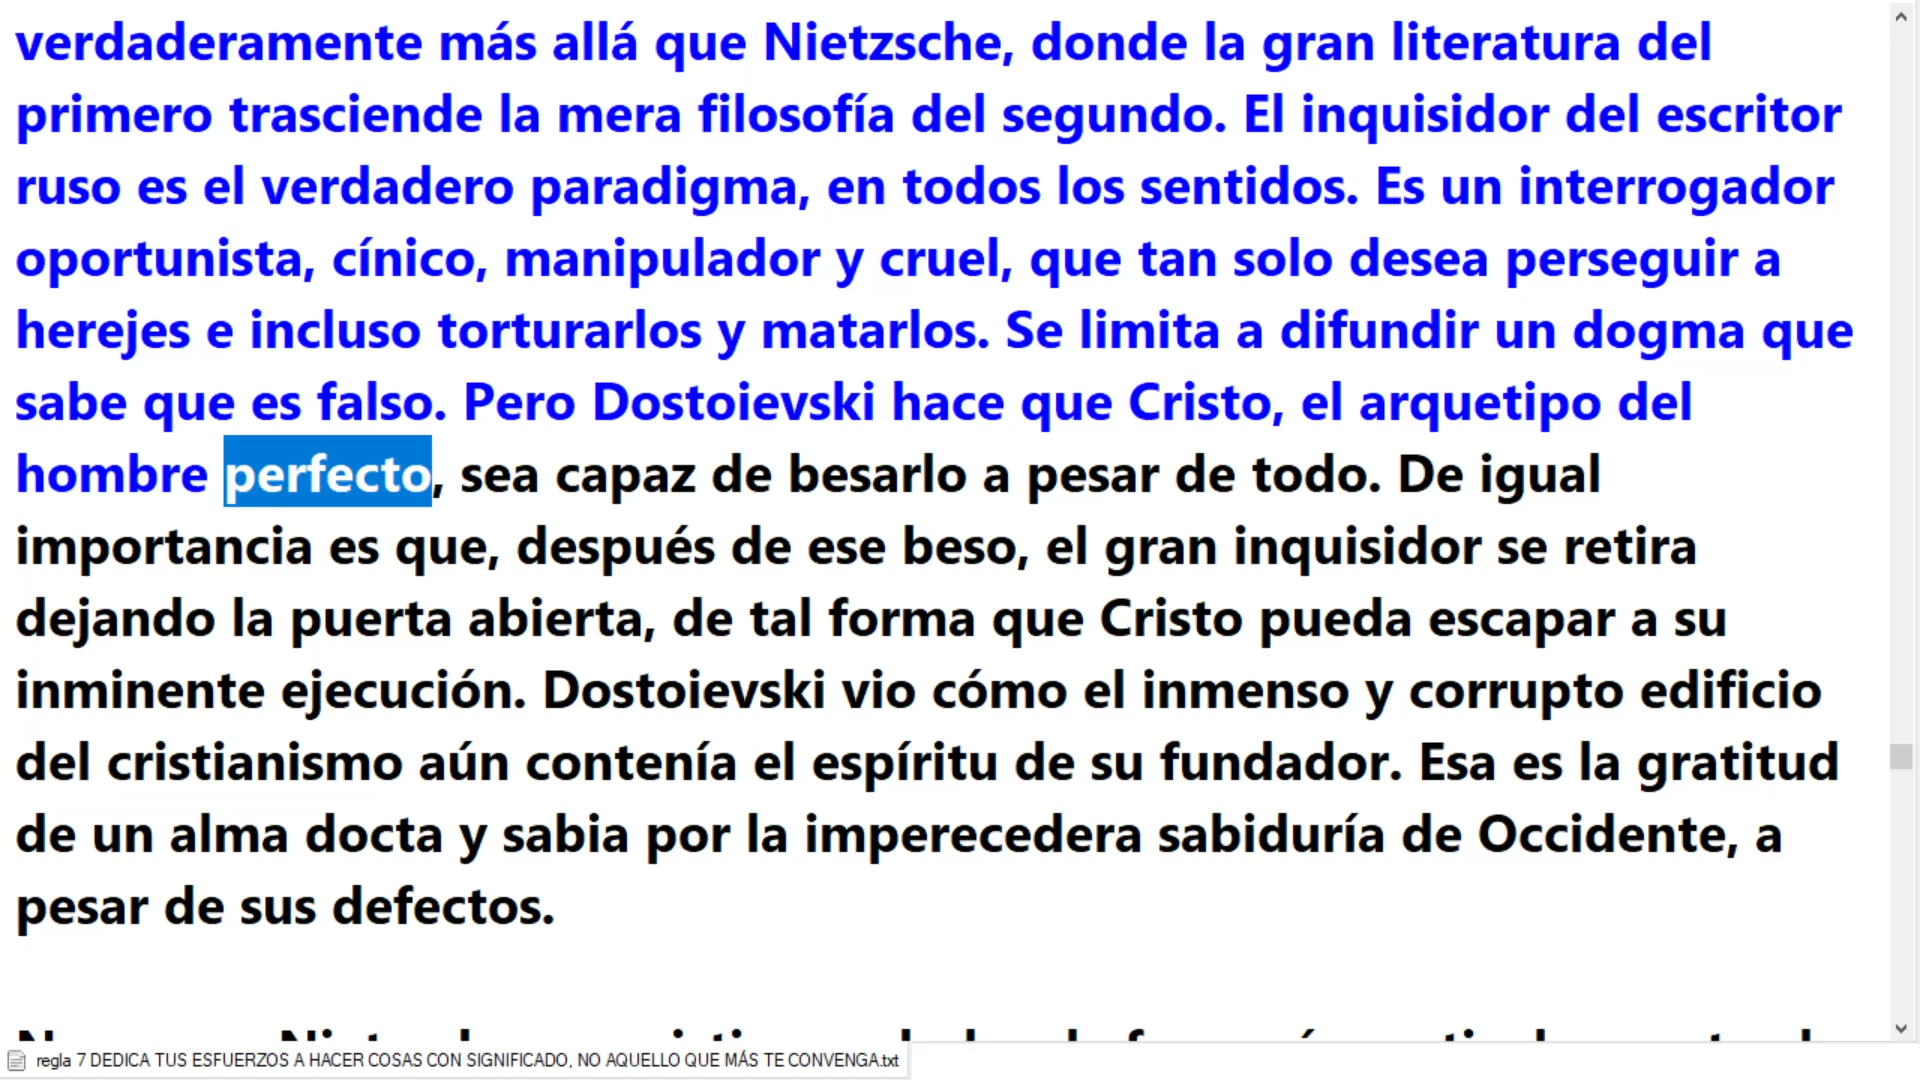 verdaderamente más allá que Nietzsche, donde la gran literatura del
primero trasciende la mera filosofía del segundo. El inquisidor del escritor
ruso es el verdadero paradigma, en todos los sentidos. Es un interrogador
oportunista, cínico, manipulador y cruel, que tan solo desea perseguir a
herejes e incluso torturarlos y matarlos. Se limita a difundir un dogma que
sabe que es falso. Pero Dostoievski hace que Cristo, el arquetipo del
hombre perfecto, sea capaz de besarlo a pesar de todo. De igual
importancia es que, después de ese beso, el gran inquisidor se retira
dejando la puerta abierta, de tal forma que Cristo pueda escapar a su
inminente ejecución. Dostoievski vio cómo el inmenso y corrupto edificio
del cristianismo aún contenía el espíritu de su fundador. Esa es la gratitud
de un alma docta y sabia por la imperecedera sabiduría de Occidente, a
pesar de sus defectos.
regla 7 DEDICA TUS ESFUERZOS A HACER COSAS CON SIGNIFICADO, NO AQUELLO QUE MÁS TE CONVENGA.txt